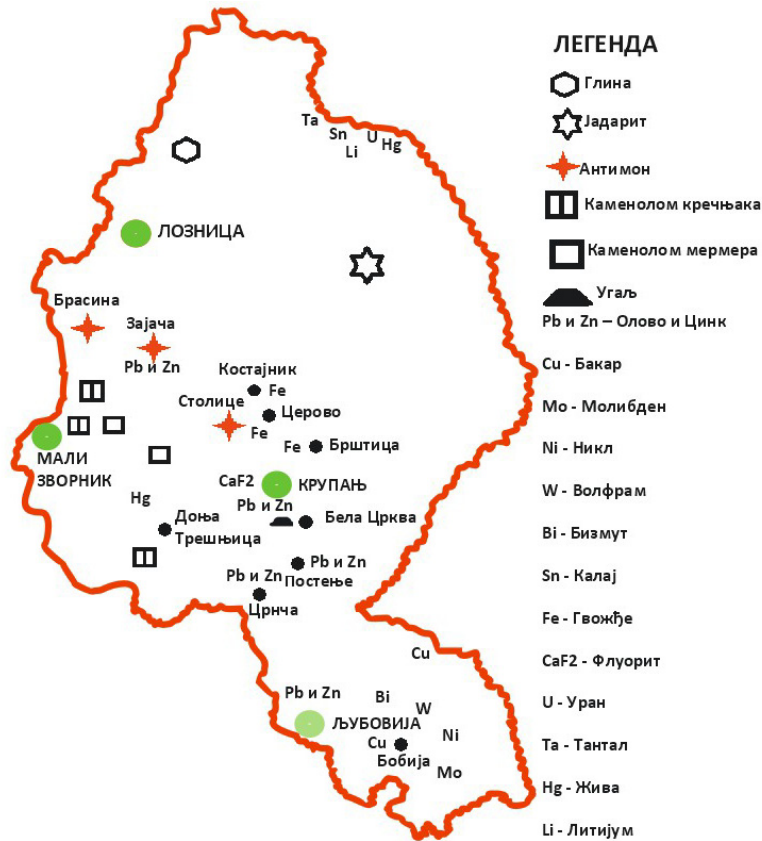 ЛЕГЕНДА
Глина
Јадарит
Антимон
Каменолом кречњака
Каменолом мермера
Угаљ
Pb и Zn – Олово и Цинк
Cu - Бакар
Mo - Молибден
Ni - Никл
W - Волфрам
Bi - Бизмут
Sn - Калај
Fe - Гвожђе
CaF2 - Флуорит
U - Уран
Ta - Тантал
Hg - Жива
Li - Литијум
Ta
Sn
U
Li
Hg
ЛОЗНИЦА
Брасина
Зајача
Pb и Zn
Костајник
Fe
Столице
Церово
Fe
Fe
Брштица
МАЛИ
ЗВОРНИК
CaF2
КРУПАЊ
Hg
Pb и Zn
Доња
Трешњица
Бела Црква
Pb и Zn
Pb и Zn
Постење
Црнча
Cu
Pb и Zn
Bi
W
ЉУБОВИЈА
Ni
Cu
Бобија
Mo